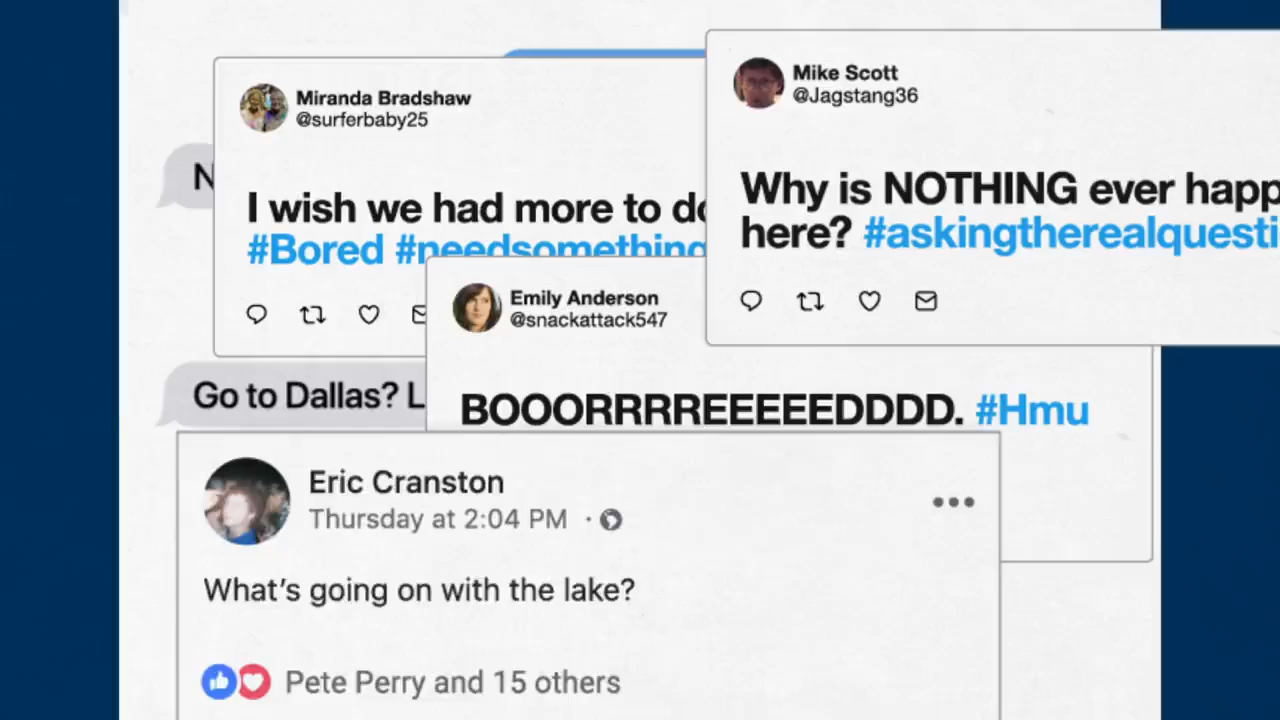 Miranda Bradshaw
@surferbaby25
I wish we had more to do
#Bored #needsomething
Mike Scott
@Jagstang36
Why is NOTHING ever happ
here? #askingtherealquesti
N
Emily Anderson
@snackattack547
BOOORRRREEEEEDDDD. #Hmu
Go to Dallas? L
Eric Cranston
Thursday at 2:04 PM ·
What's going on with the lake?
Pete Perry and 15 others